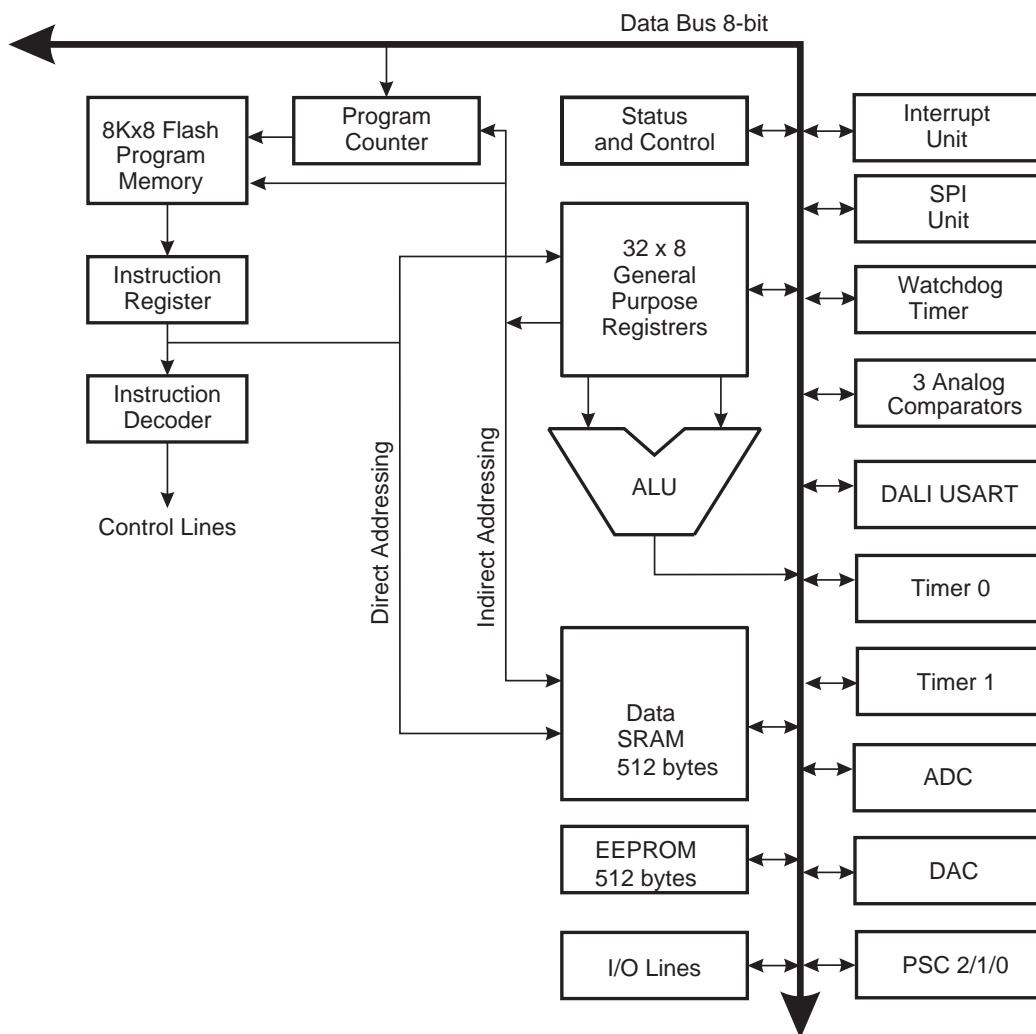 Data Bus 8-bit
8Kx8 Flash
Program
Memory
Program
Counter
Status
and Control
Interrupt
Unit
SPI
Unit
Instruction
Register
32 x 8
General
Purpose
Registrers
Watchdog
Timer
Instruction
Decoder
3 Analog
Comparators
Control Lines
Direct Addressing
Indirect Addressing
ALU
DALI USART
Timer 0
Timer 1
Data
SRAM
512 bytes
ADC
EEPROM
512 bytes
DAC
I/O Lines
PSC 2/1/0